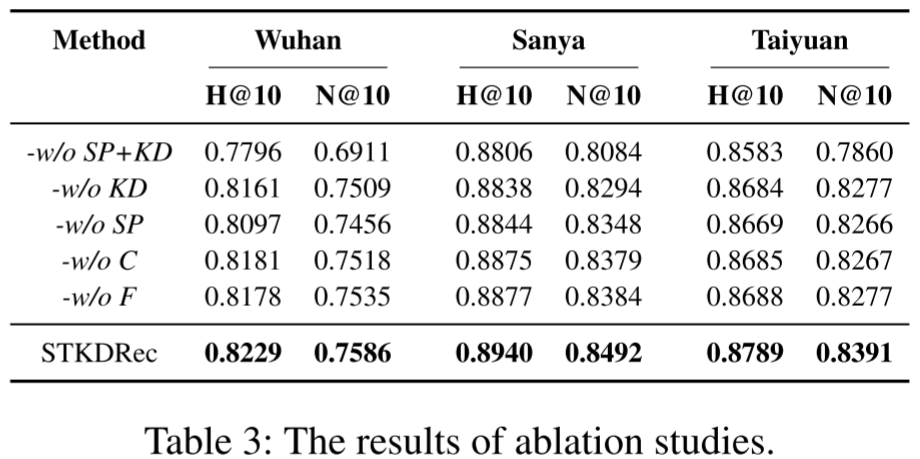 Method Wuhan Sanya Taiyuan
H@10 N@10 H@10 N@10 H@10 N@10
-w/o SP+KD 0.7796 0.6911 0.8806 0.8084 0.8583 0.7860
-w/o KD 0.8161 0.7509 0.8838 0.8294 0.8684 0.8277
-w/o SP 0.8097 0.7456 0.8844 0.8348 0.8669 0.8266
-w/o C 0.8181 0.7518 0.8875 0.8379 0.8685 0.8267
-w/o F 0.8178 0.7535 0.8877 0.8384 0.8688 0.8277
STKDRec 0.8229 0.7586 0.8940 0.8492 0.8789 0.8391
Table 3: The results of ablation studies.